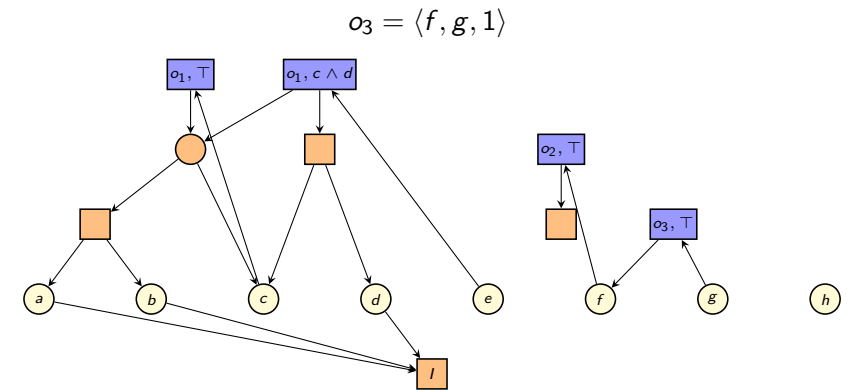 o₃ = ⟨f, g, 1⟩
o₁, ⊤
o₁, c ∧ d
o₂, ⊤
o₃, ⊤
a
b
c
d
e
f
g
h
I